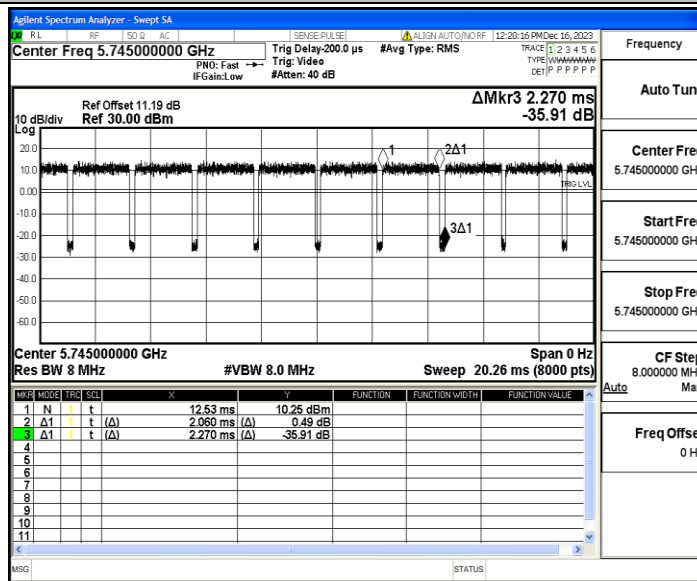 Agilent Spectrum Analyzer - Swept SA
RL RF 50 Ω AC SENSE:PULSE ALIGN AUTO/NO RF 12:20:16 PM Dec 16, 2023
Center Freq 5.745000000 GHz
PNO: Fast
IFGain:Low
Trig Delay-200.0 µs
Trig: Video
#Atten: 40 dB
#Avg Type: RMS
TRACE 1 2 3 4 5 6
TYPE
DET P P P P P P
ΔMkr3 2.270 ms
-35.91 dB
Ref Offset 11.19 dB
10 dB/div Ref 30.00 dBm
Log
20.0
10.0
0.00
-10.0
-20.0
-30.0
-40.0
-50.0
-60.0
1
2Δ1
3Δ1
TRIG LVL
Center 5.745000000 GHz Span 0 Hz
Res BW 8 MHz #VBW 8.0 MHz Sweep 20.26 ms (8000 pts)
MKR MODE TRC SCL X Y FUNCTION FUNCTION WIDTH FUNCTION VALUE
1 N 1 t 12.53 ms 10.25 dBm
2 Δ1 1 t (Δ) 2.060 ms (Δ) 0.49 dB
3 Δ1 1 t (Δ) 2.270 ms (Δ) -35.91 dB
4
5
6
7
8
9
10
11
MSG STATUS
Frequency
Auto Tun
Center Fre
5.745000000 GH
Start Fre
5.745000000 GH
Stop Fre
5.745000000 GH
CF Ste
8.000000 MH
Auto Ma
Freq Offse
0 H